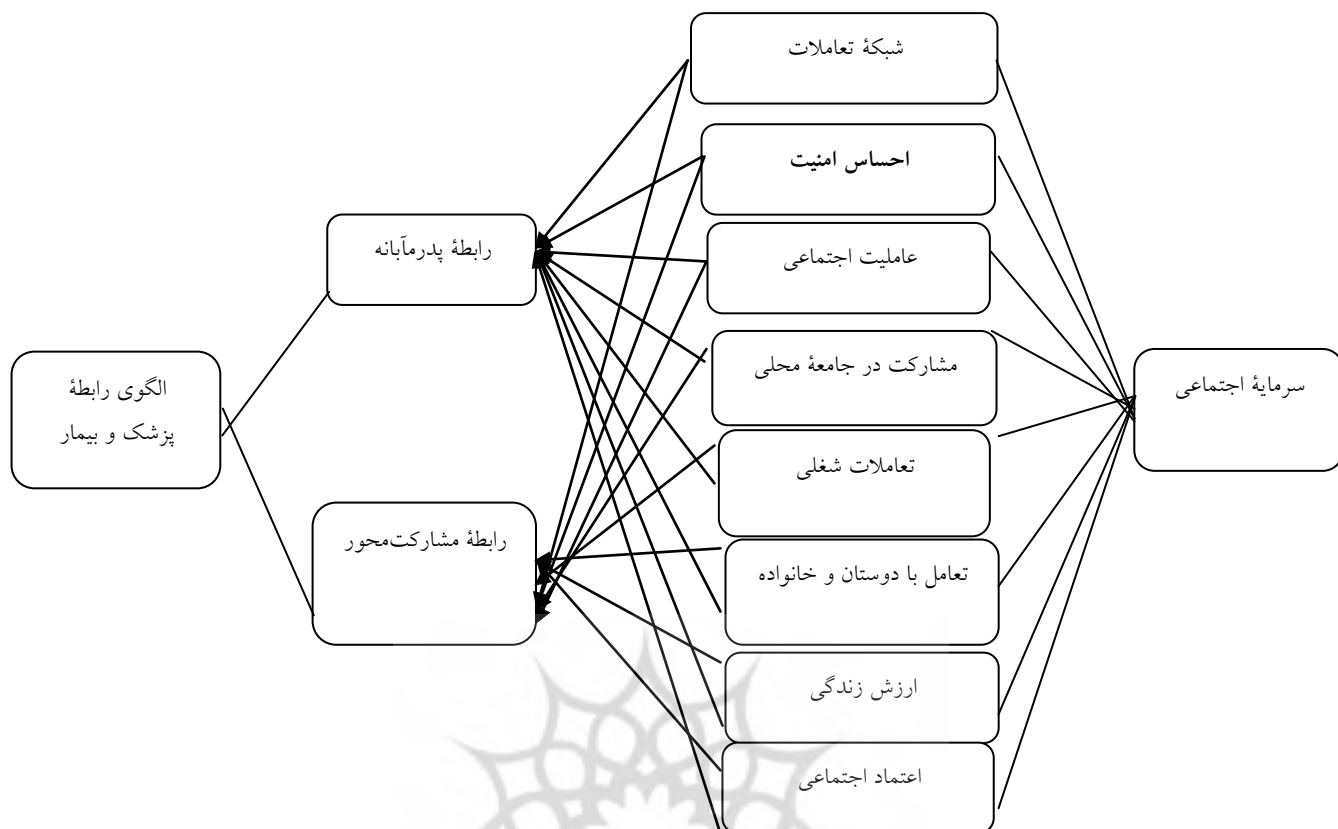 شبکهٔ تعاملات
احساس امنیت
عاملیت اجتماعی
مشارکت در جامعهٔ محلی
تعاملات شغلی
تعامل با دوستان و خانواده
ارزش زندگی
اعتماد اجتماعی
سرمایهٔ اجتماعی
رابطهٔ پدرمآبانه
رابطهٔ مشارکت‌محور
الگوی رابطهٔ
پزشک و بیمار